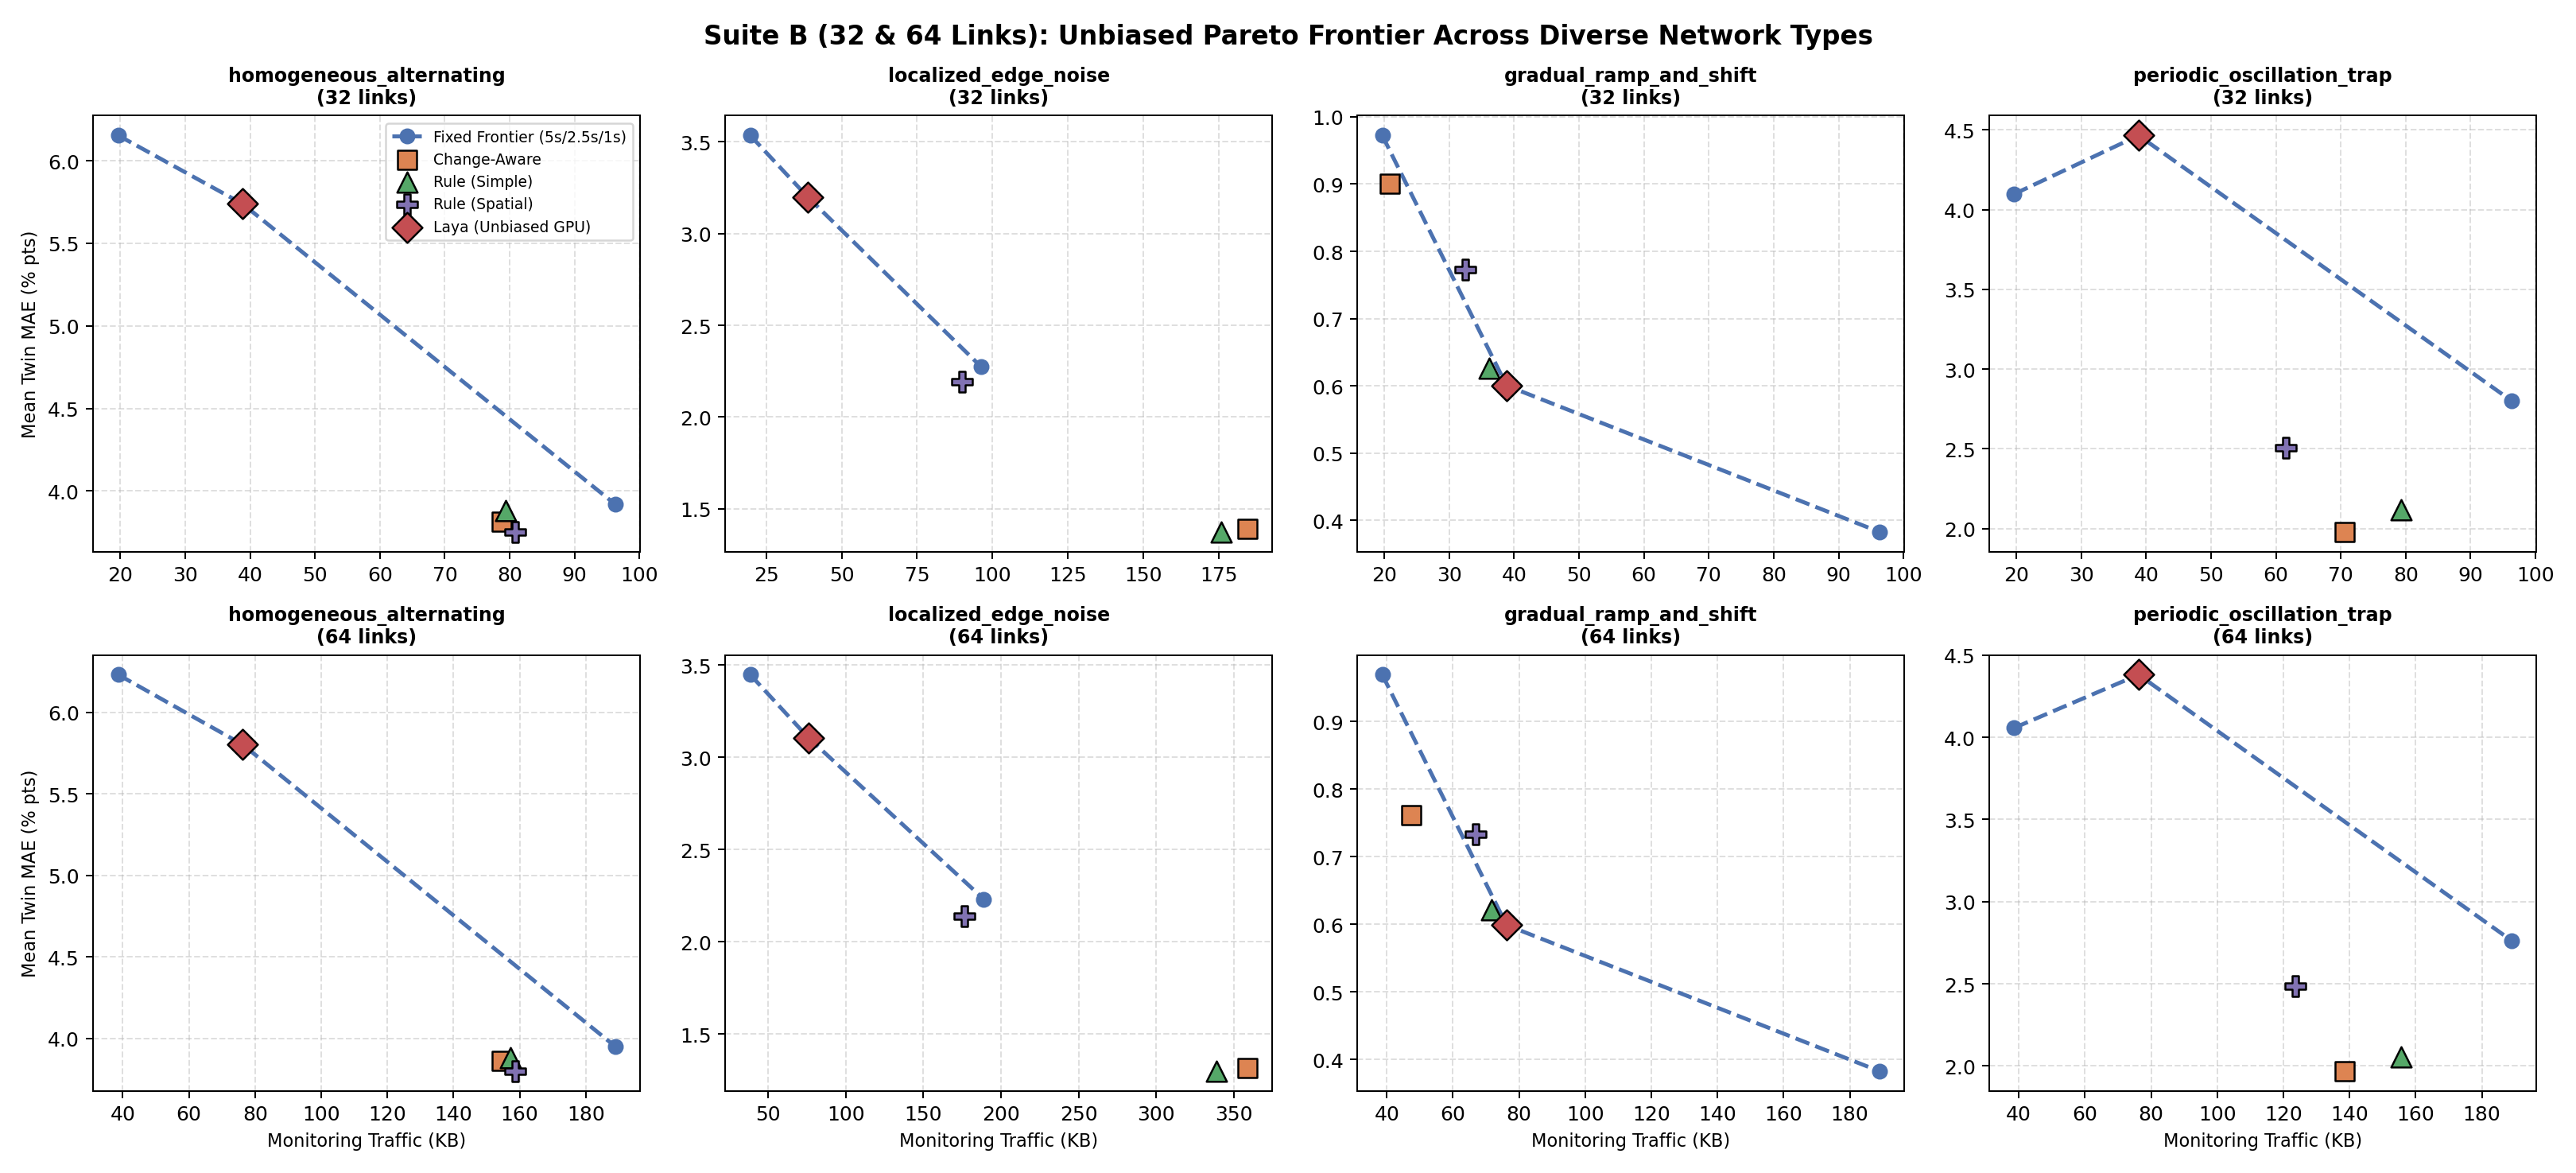 Suite B (32 & 64 Links): Unbiased Pareto Frontier Across Diverse Network Types
homogeneous_alternating
(32 links)
Mean Twin MAE (% pts)
6.0
5.5
5.0
4.5
4.0
20 30 40 50 60 70 80 90 100
Fixed Frontier (5s/2.5s/1s)
Change-Aware
Rule (Simple)
Rule (Spatial)
Laya (Unbiased GPU)
localized_edge_noise
(32 links)
3.5
3.0
2.5
2.0
1.5
25 50 75 100 125 150 175
gradual_ramp_and_shift
(32 links)
1.0
0.9
0.8
0.7
0.6
0.5
0.4
20 30 40 50 60 70 80 90 100
periodic_oscillation_trap
(32 links)
4.5
4.0
3.5
3.0
2.5
2.0
20 30 40 50 60 70 80 90 100
homogeneous_alternating
(64 links)
Mean Twin MAE (% pts)
6.0
5.5
5.0
4.5
4.0
40 60 80 100 120 140 160 180
Monitoring Traffic (KB)
localized_edge_noise
(64 links)
3.5
3.0
2.5
2.0
1.5
50 100 150 200 250 300 350
Monitoring Traffic (KB)
gradual_ramp_and_shift
(64 links)
0.9
0.8
0.7
0.6
0.5
0.4
40 60 80 100 120 140 160 180
Monitoring Traffic (KB)
periodic_oscillation_trap
(64 links)
4.5
4.0
3.5
3.0
2.5
2.0
40 60 80 100 120 140 160 180
Monitoring Traffic (KB)